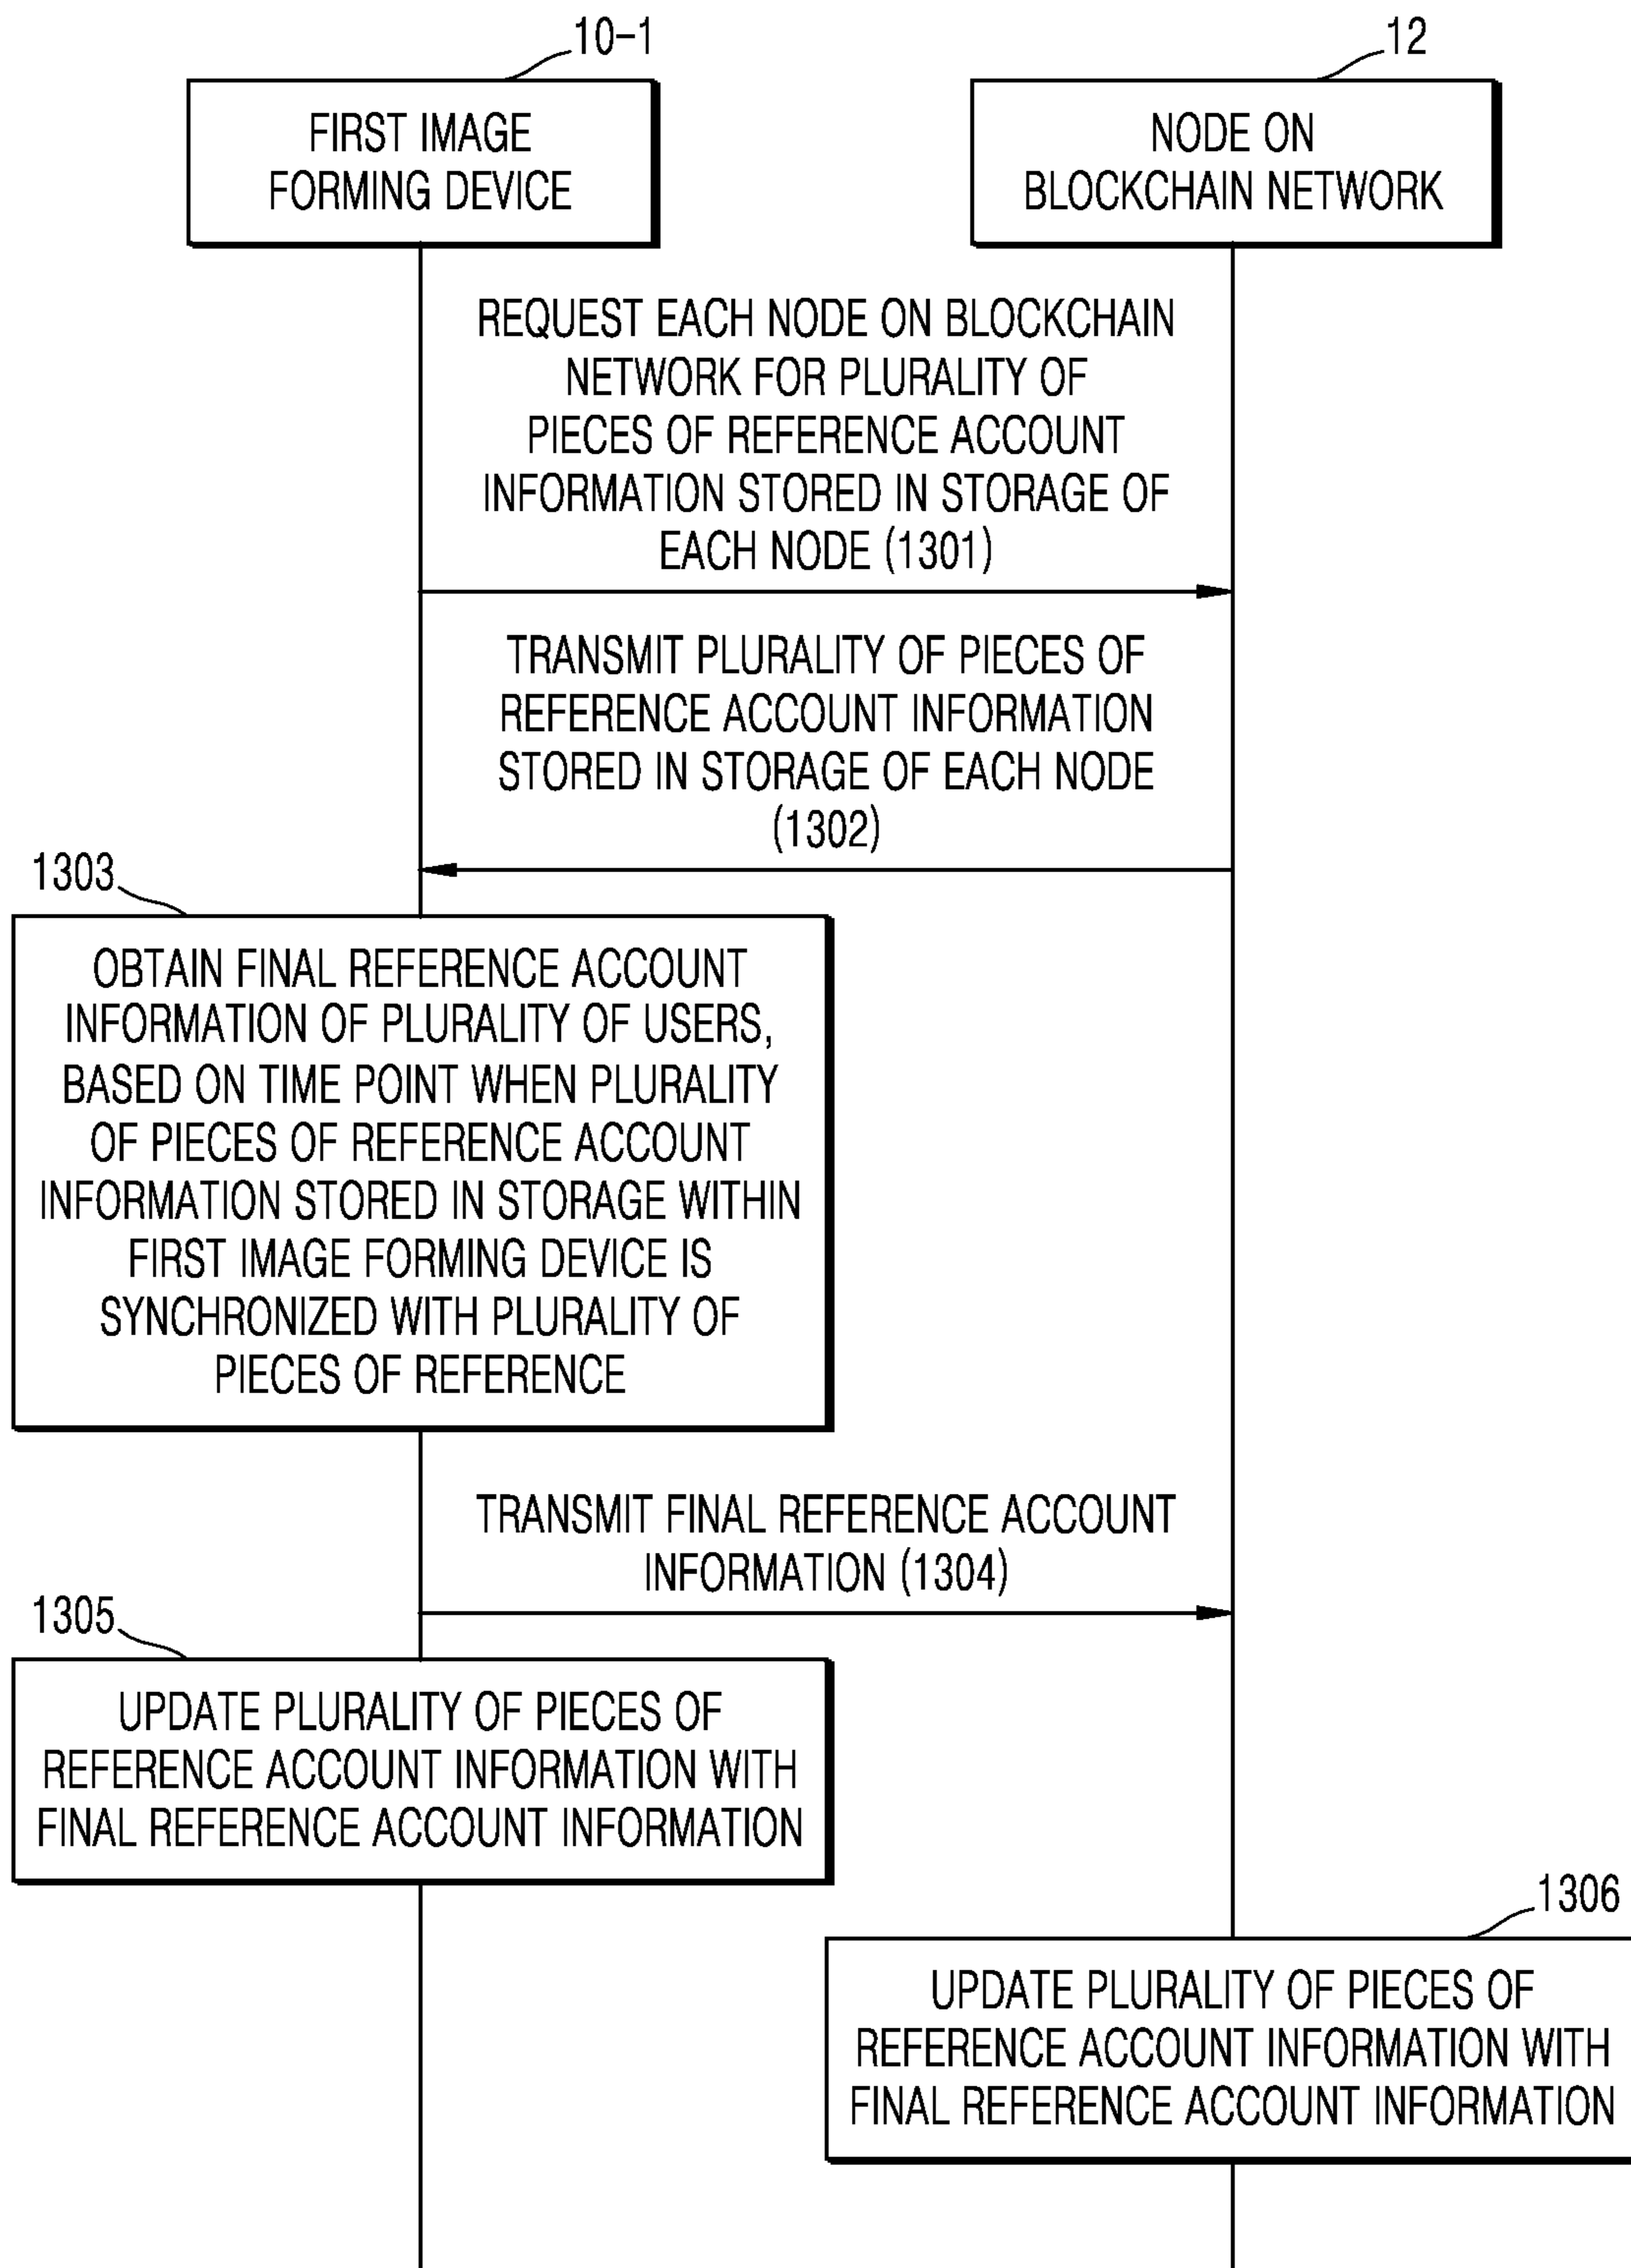 10-1
12
FIRST IMAGE
FORMING DEVICE
NODE ON
BLOCKCHAIN NETWORK
REQUEST EACH NODE ON BLOCKCHAIN
NETWORK FOR PLURALITY OF
PIECES OF REFERENCE ACCOUNT
INFORMATION STORED IN STORAGE OF
EACH NODE (1301)
TRANSMIT PLURALITY OF PIECES OF
REFERENCE ACCOUNT INFORMATION
STORED IN STORAGE OF EACH NODE
(1302)
1303
OBTAIN FINAL REFERENCE ACCOUNT
INFORMATION OF PLURALITY OF USERS,
BASED ON TIME POINT WHEN PLURALITY
OF PIECES OF REFERENCE ACCOUNT
INFORMATION STORED IN STORAGE WITHIN
FIRST IMAGE FORMING DEVICE IS
SYNCHRONIZED WITH PLURALITY OF
PIECES OF REFERENCE
TRANSMIT FINAL REFERENCE ACCOUNT
INFORMATION (1304)
1305
UPDATE PLURALITY OF PIECES OF
REFERENCE ACCOUNT INFORMATION WITH
FINAL REFERENCE ACCOUNT INFORMATION
1306
UPDATE PLURALITY OF PIECES OF
REFERENCE ACCOUNT INFORMATION WITH
FINAL REFERENCE ACCOUNT INFORMATION